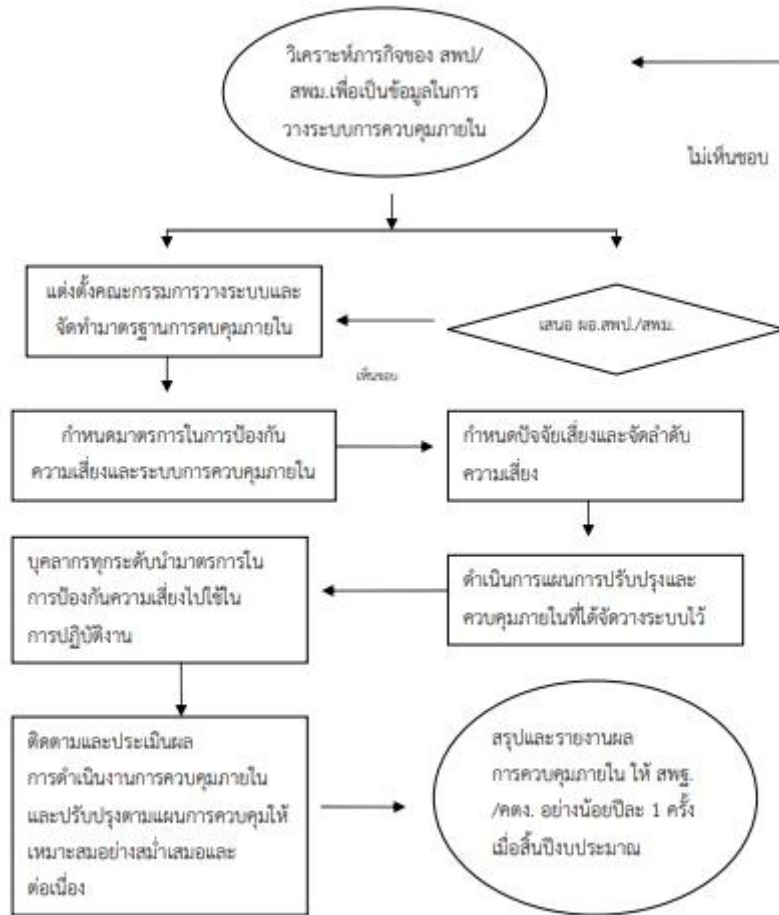 วิเคราะห์ภารกิจของ สพป/
สพม.เพื่อเป็นข้อมูลในการ
วางระบบการควบคุมภายใน
ไม่เห็นชอบ
แต่งตั้งคณะกรรมการวางระบบและ
จัดทำมาตรฐานการคบคุมภายใน
เสนอ ผอ.สพป./สพม.
เห็นชอบ
กำหนดมาตรการในการป้องกัน
ความเสี่ยงและระบบการควบคุมภายใน
กำหนดปัจจัยเสี่ยงและจัดลำดับ
ความเสี่ยง
บุคลากรทุกระดับนำมาตรการใน
การป้องกันความเสี่ยงไปใช้ใน
การปฏิบัติงาน
ดำเนินการแผนการปรับปรุงและ
ควบคุมภายในที่ได้จัดวางระบบไว้
ติดตามและประเมินผล
การดำเนินงานการควบคุมภายใน
และปรับปรุงตามแผนการควบคุมให้
เหมาะสมอย่างสม่ำเสมอและ
ต่อเนื่อง
สรุปและรายงานผล
การควบคุมภายใน ให้ สพฐ.
/คตง. อย่างน้อยปีละ 1 ครั้ง
เมื่อสิ้นปีงบประมาณ